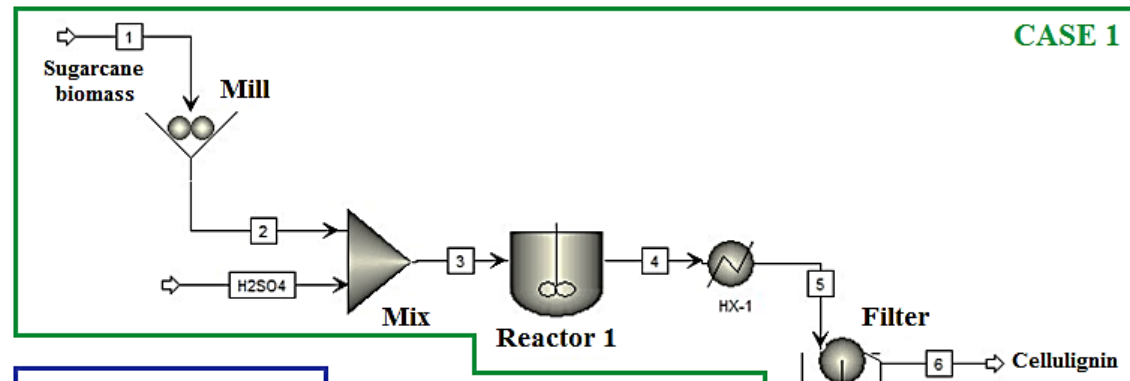 CASE 1
1
Sugarcane
biomass
Mill
2
H2SO4
Mix
3
Reactor 1
4
HX-1
5
Filter
6
Cellulignin